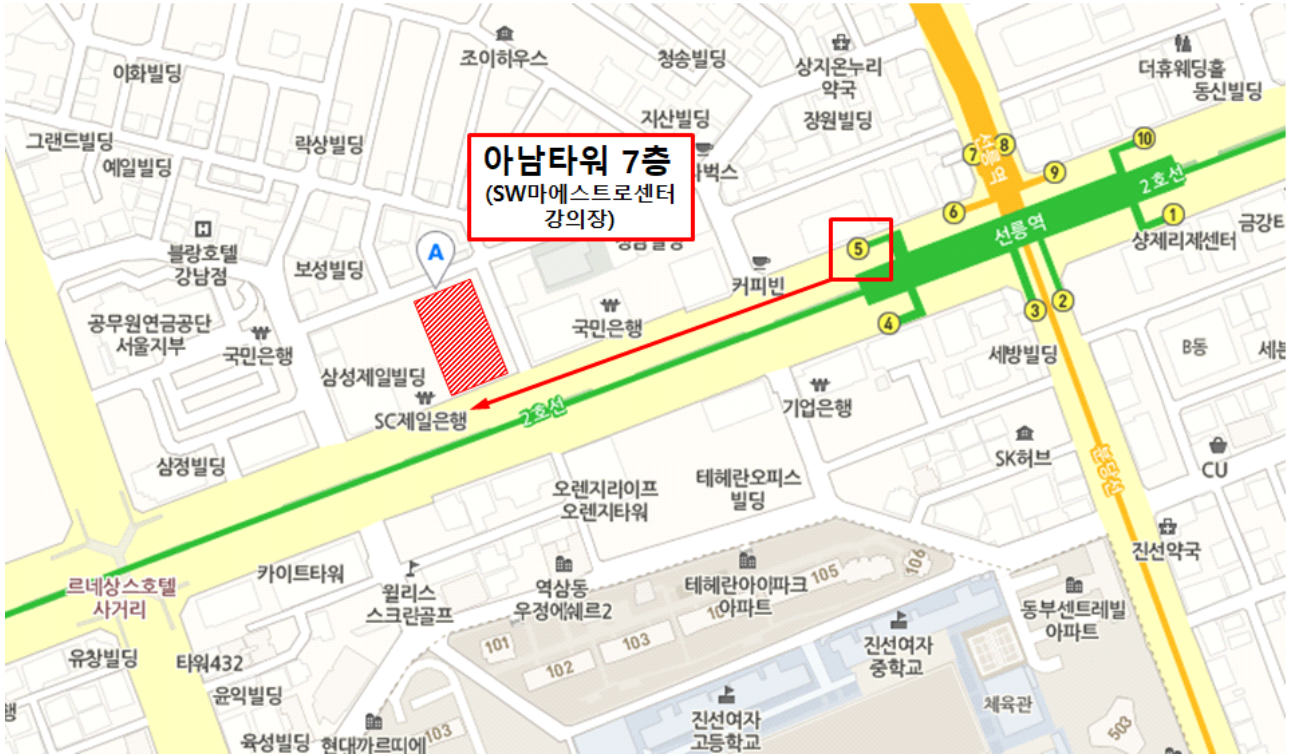 이화빌딩
조이하우스
청송빌딩
상지온누리
약국
더휴웨딩홀
동신빌딩
그랜드빌딩
예일빌딩
락상빌딩
지산빌딩
장원빌딩
아남타워 7층
(SW마에스트로센터
강의장)
7
8
선릉역
9
10
2호선
6
5
선릉역
1
샹제리제센터
금강타
블랑호텔
강남점
보성빌딩
A
커피빈
공무원연금공단
서울지부
국민은행
국민은행
4
3
2
세방빌딩
B동
삼성제일빌딩
SC제일은행
2호선
기업은행
삼정빌딩
SK허브
CU
분당선
오렌지라이프
오렌지타워
테헤란오피스
빌딩
진선약국
르네상스호텔
사거리
카이트타워
윌리스
스크린골프
역삼동
우정에쉐르2
테헤란아이파크
아파트
105
106
동부센트레빌
아파트
101
102
103
진선여자
중학교
유창빌딩
타워432
윤익빌딩
체육관
503
육성빌딩
현대까르띠에
103
진선여자
고등학교